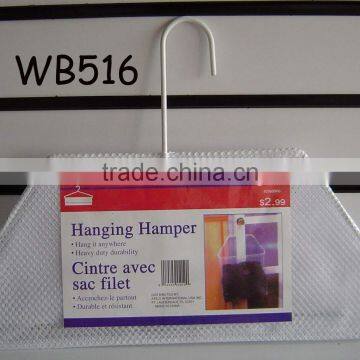 WB516
trade.china.cn
$2.99
Hanging Hamper
• Hang it anywhere
• Heavy duty durability
Cintre avec
sac filet
• Accrochez-le partout
• Durable et résistant